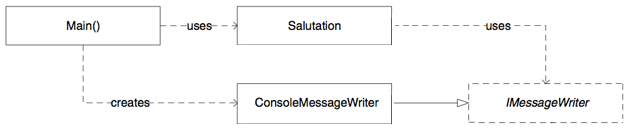 Main()
uses
Salutation
uses
creates
ConsoleMessageWriter
IMessageWriter